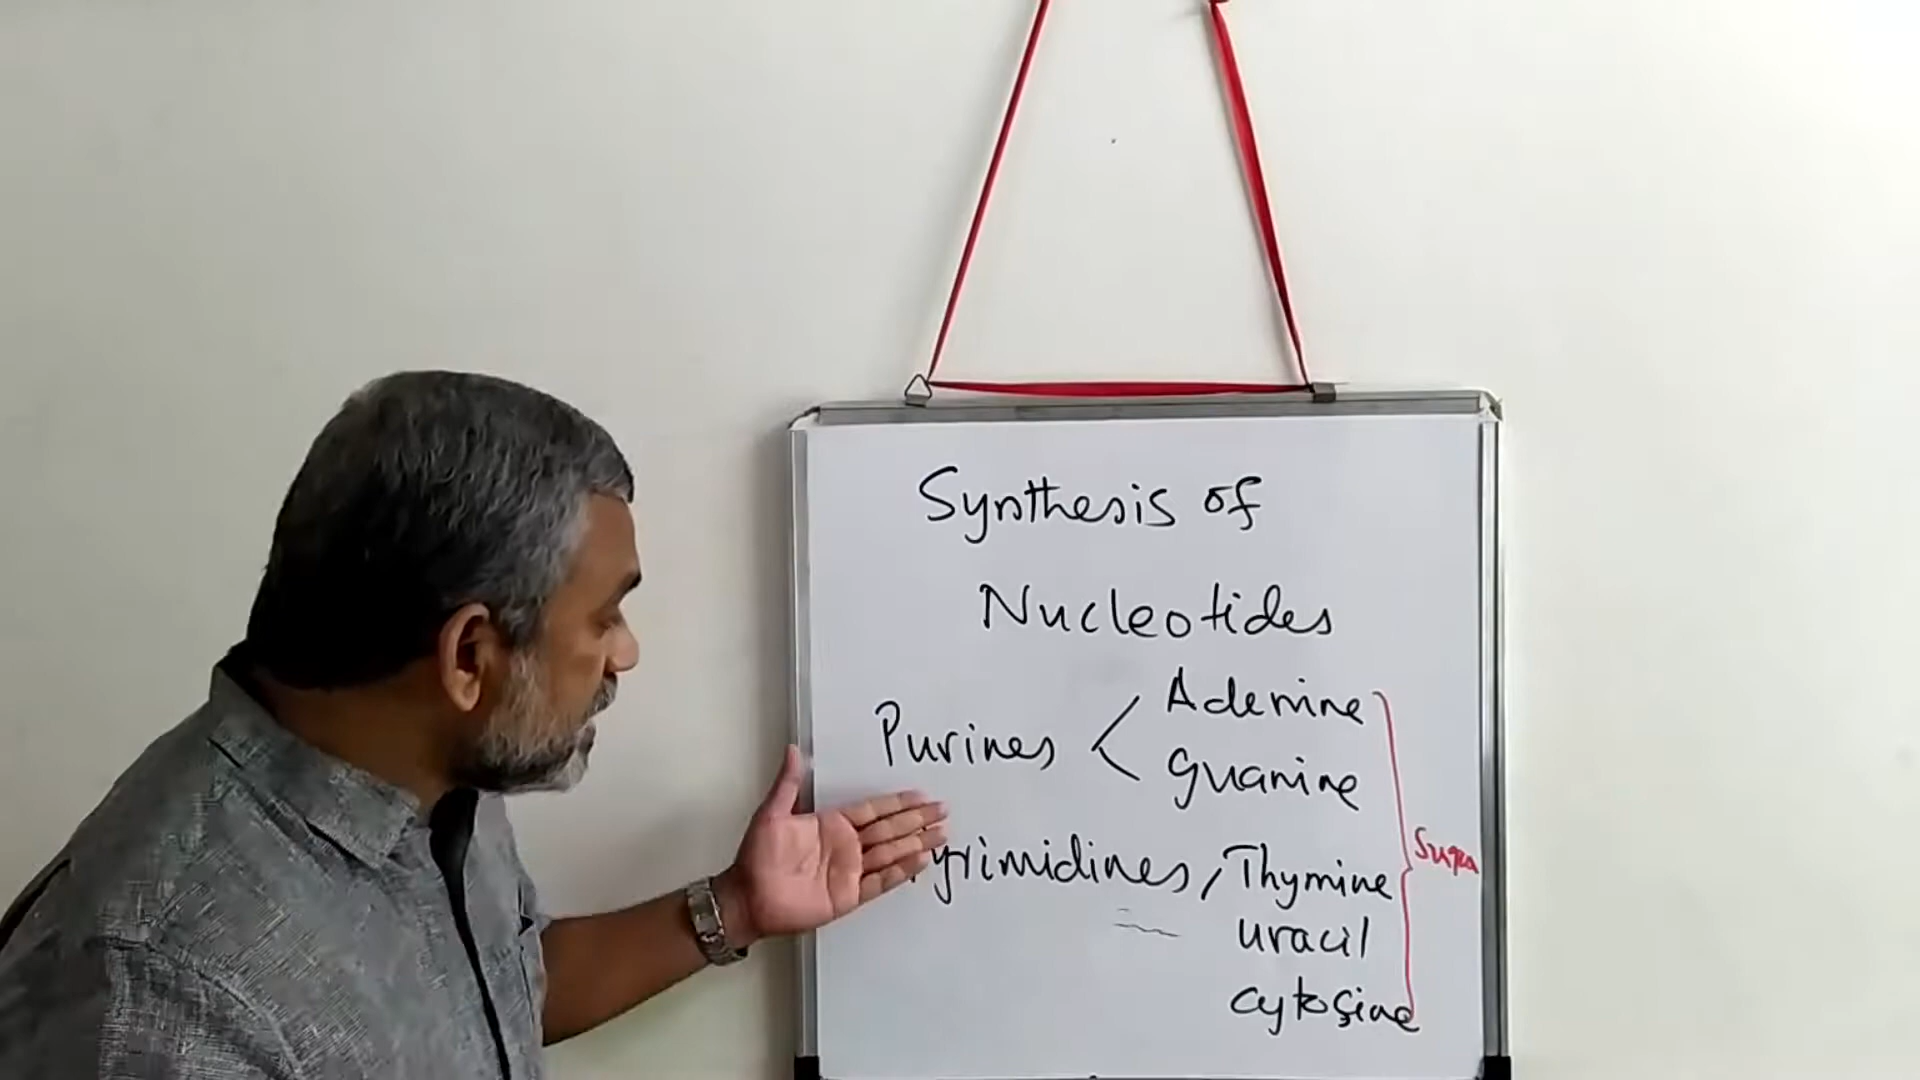 Synthesis of
Nucleotides
Adenine
Purines <
Guanine
yrimidines, Thymine
uracil
cytosine